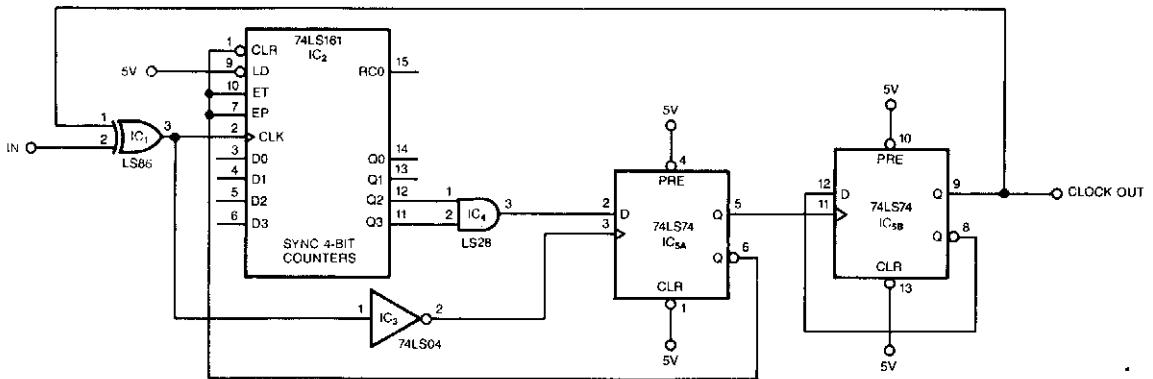 1
CLR
74LS161
IC2
5V
9
LD
RCO
15
10
ET
7
EP
IN
1
2
IC1
3
LS86
2
CLK
3
D0
Q0
14
4
D1
Q1
13
5
D2
Q2
12
6
D3
Q3
11
SYNC 4-BIT
COUNTERS
1
2
IC4
3
LS28
1
IC3
2
74LS04
5V
4
PRE
2
D
Q
5
3
74LS74
IC5A
Q
6
CLR
1
5V
5V
10
PRE
12
D
Q
9
CLOCK OUT
11
74LS74
IC5B
Q
8
CLR
13
5V